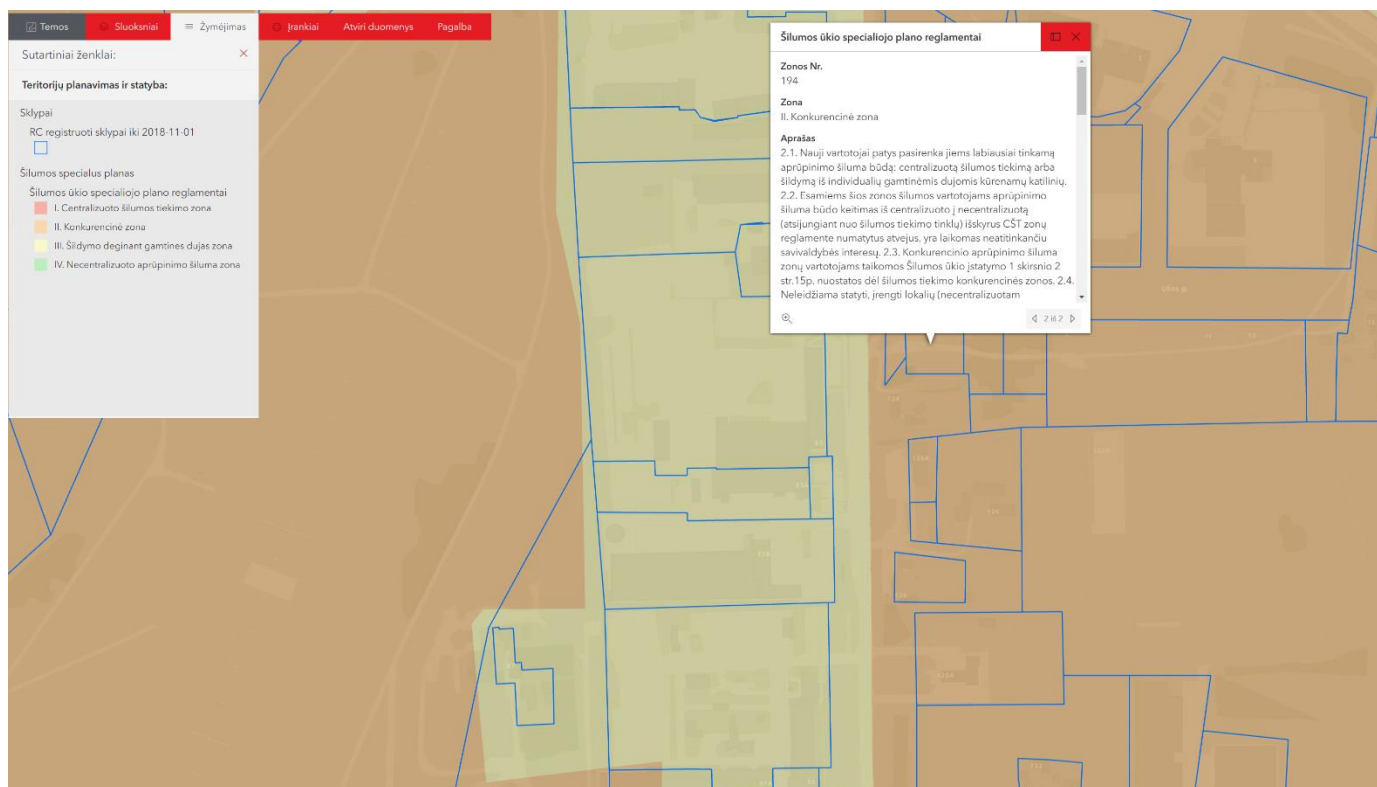 Temos
Sluoksniai
Žymėjimas
Įrankiai
Atviri duomenys
Pagalba
Sutartiniai ženklai:
Teritorijų planavimas ir statyba:
Sklypai
RC registruoti sklypai iki 2018-11-01
Šilumos specialus planas
Šilumos ūkio specialiojo plano reglamentai
I. Centralizuoto šilumos tiekimo zona
II. Konkurencinė zona
III. Šildymo deginant gamtines dujas zona
IV. Necentralizuoto aprūpinimo šiluma zona
Šilumos ūkio specialiojo plano reglamentai
Zonos Nr.
194
Zona
II. Konkurencinė zona
Aprašas
2.1. Nauji vartotojai patys pasirenka jiems labiausiai tinkamą
aprūpinimo šiluma būdą: centralizuotą šilumos tiekimą arba
šildymą iš individualių gamtinėmis dujomis kūrenamų katilinių.
2.2. Esamiems šios zonos šilumos vartotojams aprūpinimo
šiluma būdo keitimas iš centralizuoto į necentralizuotą
(atsijungiant nuo šilumos tiekimo tinklų) išskyrus CŠT zonų
reglamente numatytus atvejus, yra laikomas neatitinkančiu
savivaldybės interesų. 2.3. Konkurencinio aprūpinimo šiluma
zonų vartotojams taikomos Šilumos ūkio įstatymo 1 skirsnio 2
str.15p. nuostatos dėl šilumos tiekimo konkurencinės zonos. 2.4.
Neleidžiama statyti, įrengti lokalių (necentralizuotam
2 iš 2